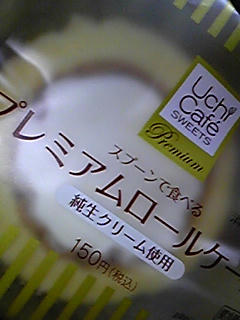 Uchi
Café
SWEETS
Premium
スプーンで食べる
プレミアムロールケー
純生クリーム使用
150円(税込)